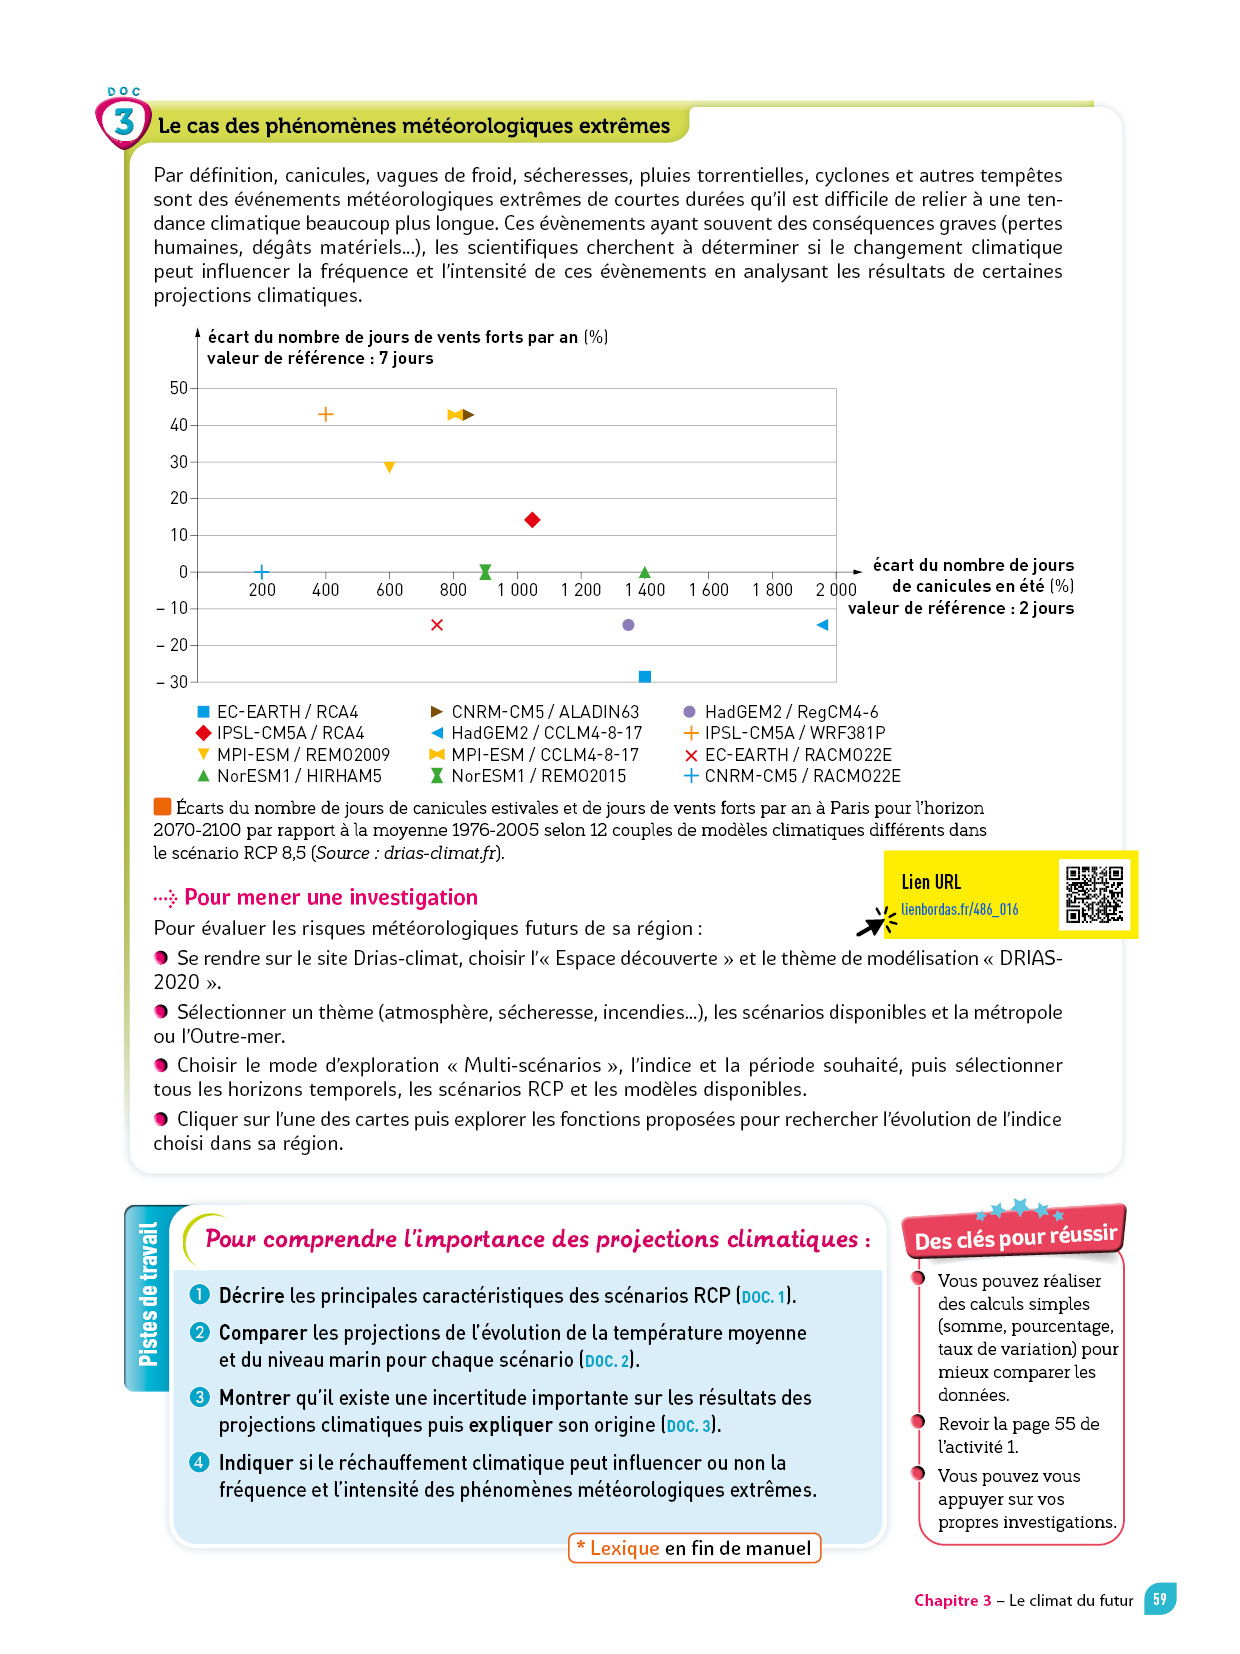 DOC
3
Le cas des phénomènes météorologiques extrêmes
Par définition, canicules, vagues de froid, sécheresses, pluies torrentielles, cyclones et autres tempêtes
sont des événements météorologiques extrêmes de courtes durées qu'il est difficile de relier à une ten-
dance climatique beaucoup plus longue. Ces évènements ayant souvent des conséquences graves (pertes
humaines, dégâts matériels...), les scientifiques cherchent à déterminer si le changement climatique
peut influencer la fréquence et l'intensité de ces évènements en analysant les résultats de certaines
projections climatiques.
écart du nombre de jours de vents forts par an (%)
valeur de référence : 7 jours
50
40
30
20
10
0
– 10
– 20
– 30
200 400 600 800 1 000 1 200 1 400 1 600 1 800 2 000
écart du nombre de jours
de canicules en été (%)
valeur de référence : 2 jours
EC-EARTH / RCA4
IPSL-CM5A / RCA4
MPI-ESM / REMO2009
NorESM1 / HIRHAM5
CNRM-CM5 / ALADIN63
HadGEM2 / CCLM4-8-17
MPI-ESM / CCLM4-8-17
NorESM1 / REMO2015
HadGEM2 / RegCM4-6
IPSL-CM5A / WRF381P
EC-EARTH / RACMO22E
CNRM-CM5 / RACMO22E
Écarts du nombre de jours de canicules estivales et de jours de vents forts par an à Paris pour l'horizon
2070-2100 par rapport à la moyenne 1976-2005 selon 12 couples de modèles climatiques différents dans
le scénario RCP 8,5 (Source : drias-climat.fr).
Lien URL
lienbordas.fr/486_016
Pour mener une investigation
Pour évaluer les risques météorologiques futurs de sa région :
Se rendre sur le site Drias-climat, choisir l'« Espace découverte » et le thème de modélisation « DRIAS-
2020 ».
Sélectionner un thème (atmosphère, sécheresse, incendies...), les scénarios disponibles et la métropole
ou l'Outre-mer.
Choisir le mode d'exploration « Multi-scénarios », l'indice et la période souhaité, puis sélectionner
tous les horizons temporels, les scénarios RCP et les modèles disponibles.
Cliquer sur l'une des cartes puis explorer les fonctions proposées pour rechercher l'évolution de l'indice
choisi dans sa région.
Pistes de travail
Pour comprendre l'importance des projections climatiques :
1 Décrire les principales caractéristiques des scénarios RCP (DOC. 1).
2 Comparer les projections de l'évolution de la température moyenne
et du niveau marin pour chaque scénario (DOC. 2).
3 Montrer qu'il existe une incertitude importante sur les résultats des
projections climatiques puis expliquer son origine (DOC. 3).
4 Indiquer si le réchauffement climatique peut influencer ou non la
fréquence et l'intensité des phénomènes météorologiques extrêmes.
* Lexique en fin de manuel
Des clés pour réussir
Vous pouvez réaliser
des calculs simples
(somme, pourcentage,
taux de variation) pour
mieux comparer les
données.
Revoir la page 55 de
l'activité 1.
Vous pouvez vous
appuyer sur vos
propres investigations.
Chapitre 3 – Le climat du futur 59